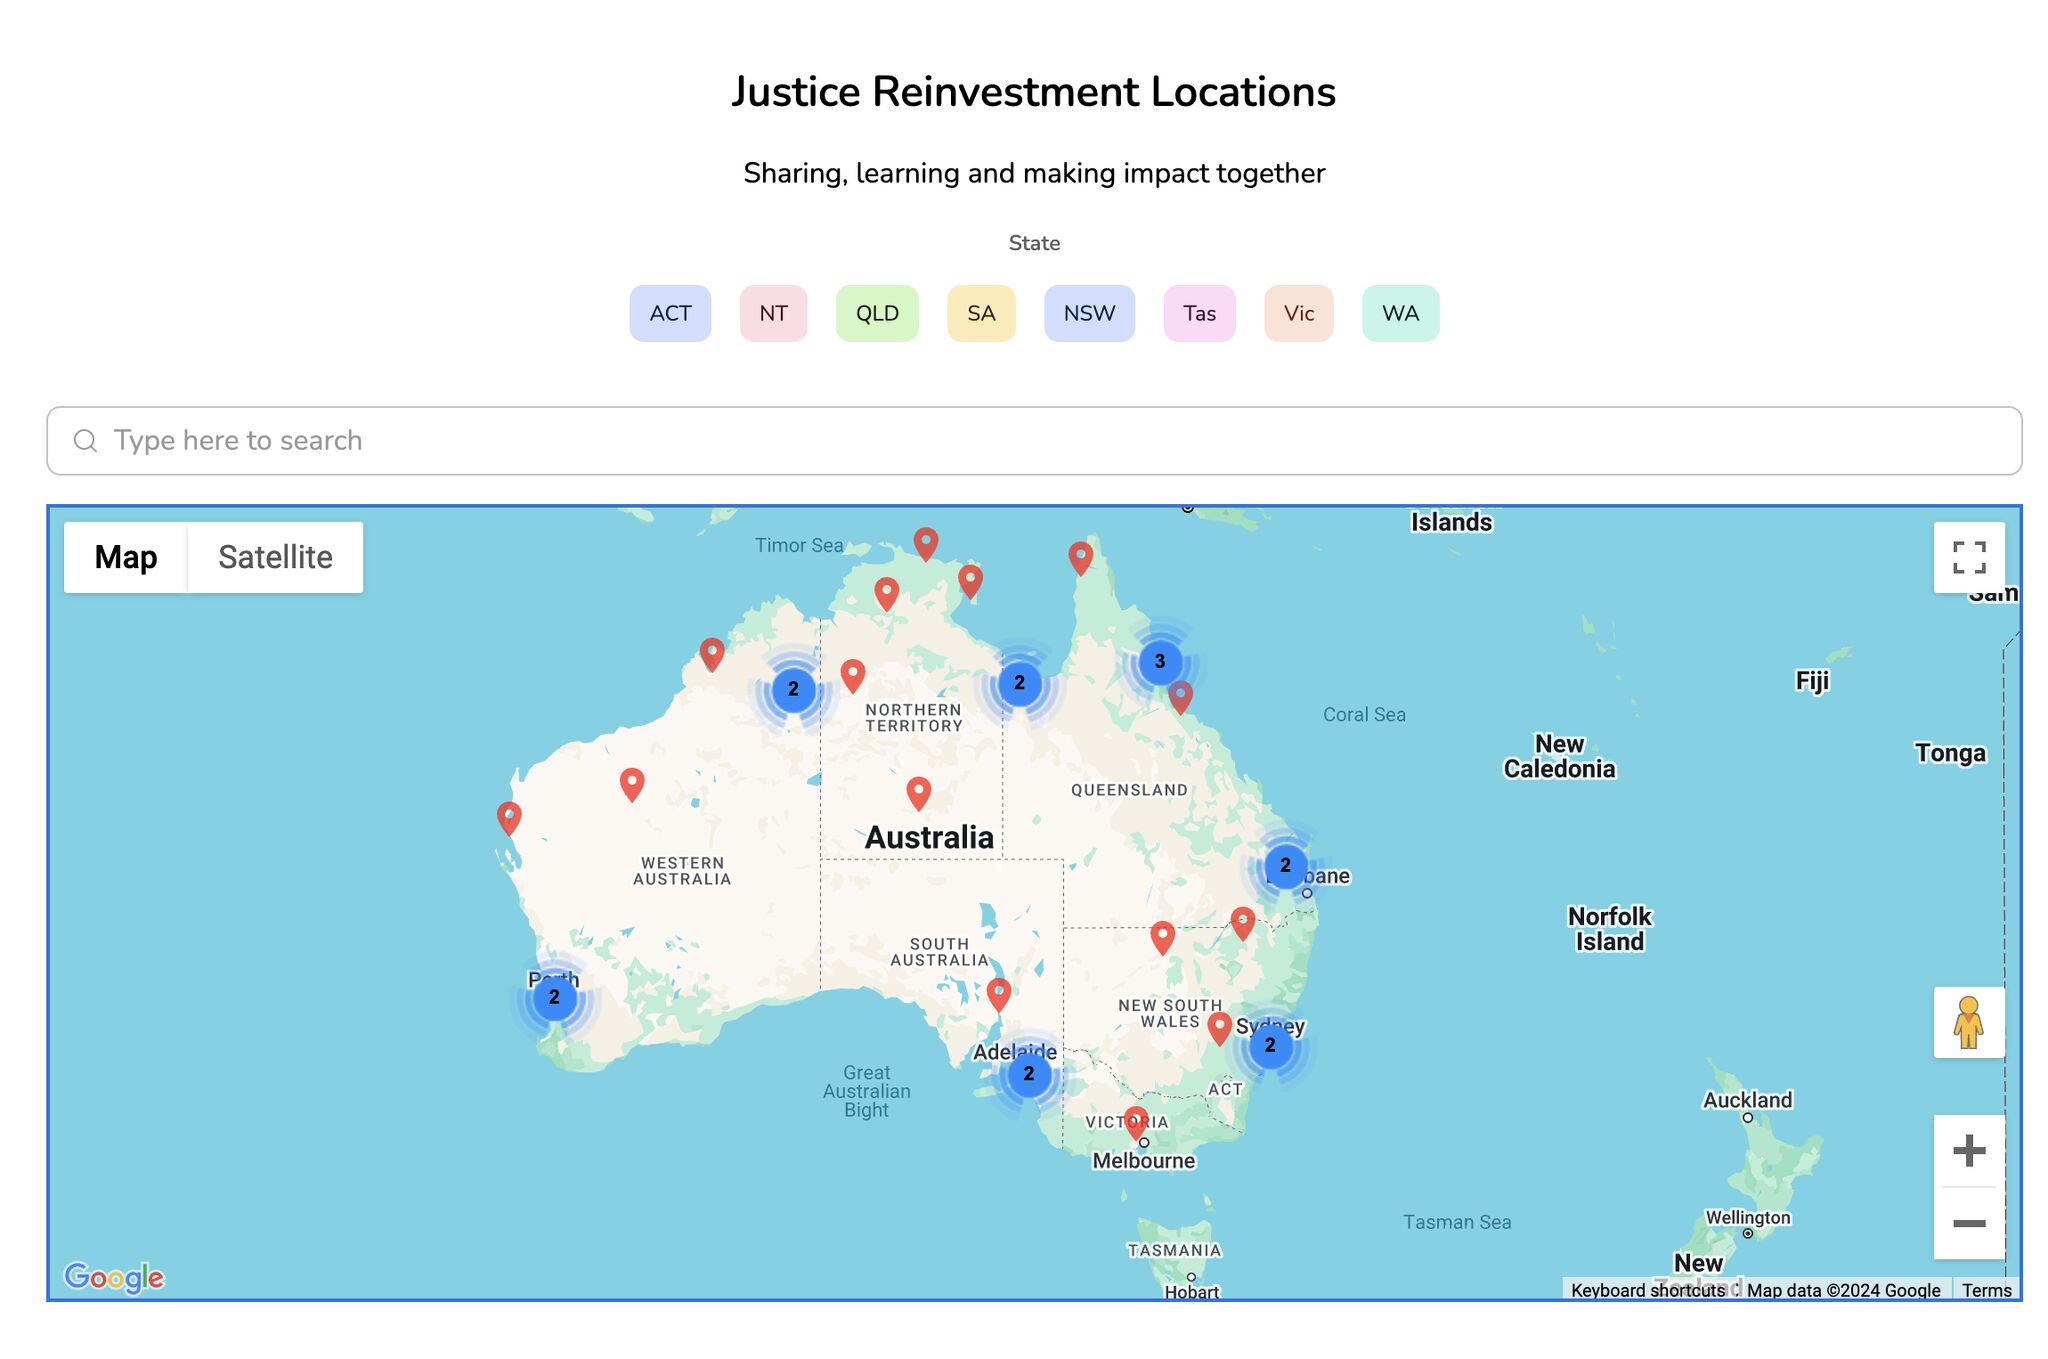 Justice Reinvestment Locations
Sharing, learning and making impact together
State
ACT NT QLD SA NSW Tas Vic WA
Type here to search
Map Satellite
Timor Sea
Islands
3
2
2
NORTHERN
TERRITORY
Coral Sea
Fiji
New
Caledonia
Tonga
QUEENSLAND
Australia
WESTERN
AUSTRALIA
2
Norfolk
Island
SOUTH
AUSTRALIA
Perth
2
NEW SOUTH
WALES
Sydney
2
Adelaide
2
Great
Australian
Bight
ACT
VICTORIA
Melbourne
Auckland
Tasman Sea
Wellington
TASMANIA
Hobart
New
Google
Keyboard shortcuts Map data ©2024 Google Terms